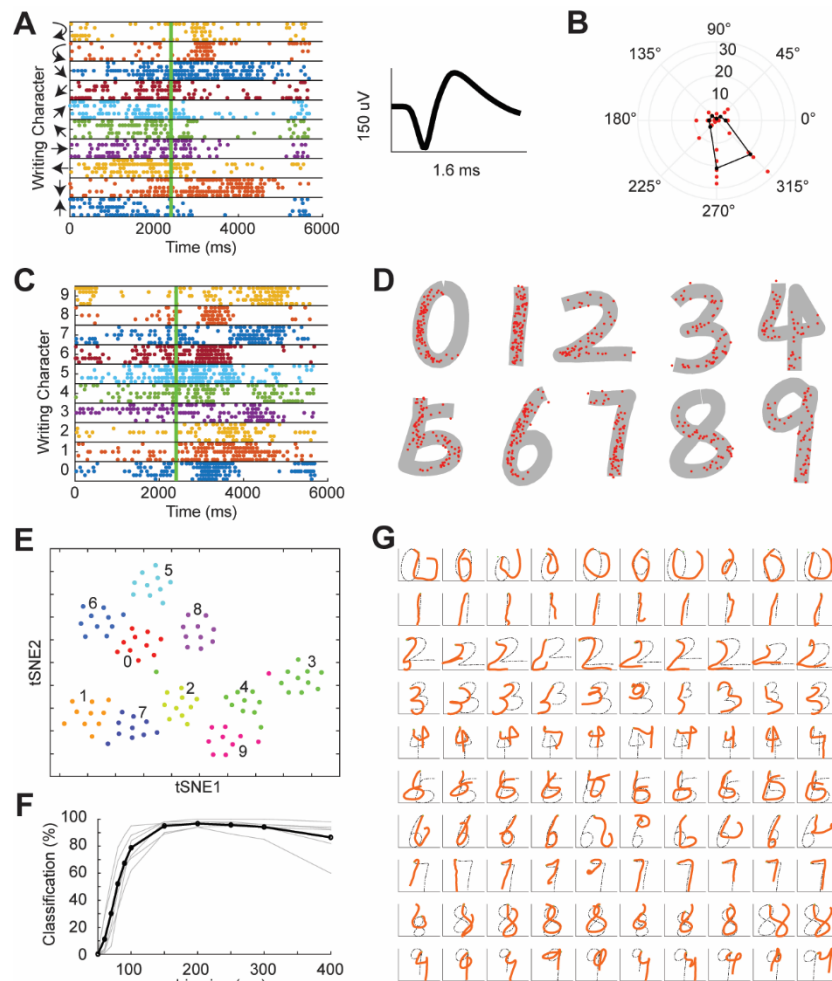 A
Writing Character
0
2000
4000
6000
Time (ms)
150 uV
1.6 ms
B
90°
135°
45°
30
20
10
180°
0°
225°
315°
270°
C
Writing Character
9
8
7
6
5
4
3
2
1
0
0
2000
4000
6000
Time (ms)
D
0 1 2 3 4
5 6 7 8 9
E
tSNE2
5
6
8
0
3
4
2
1
7
9
tSNE1
F
Classification (%)
100
80
60
40
20
0
100
200
300
400
G